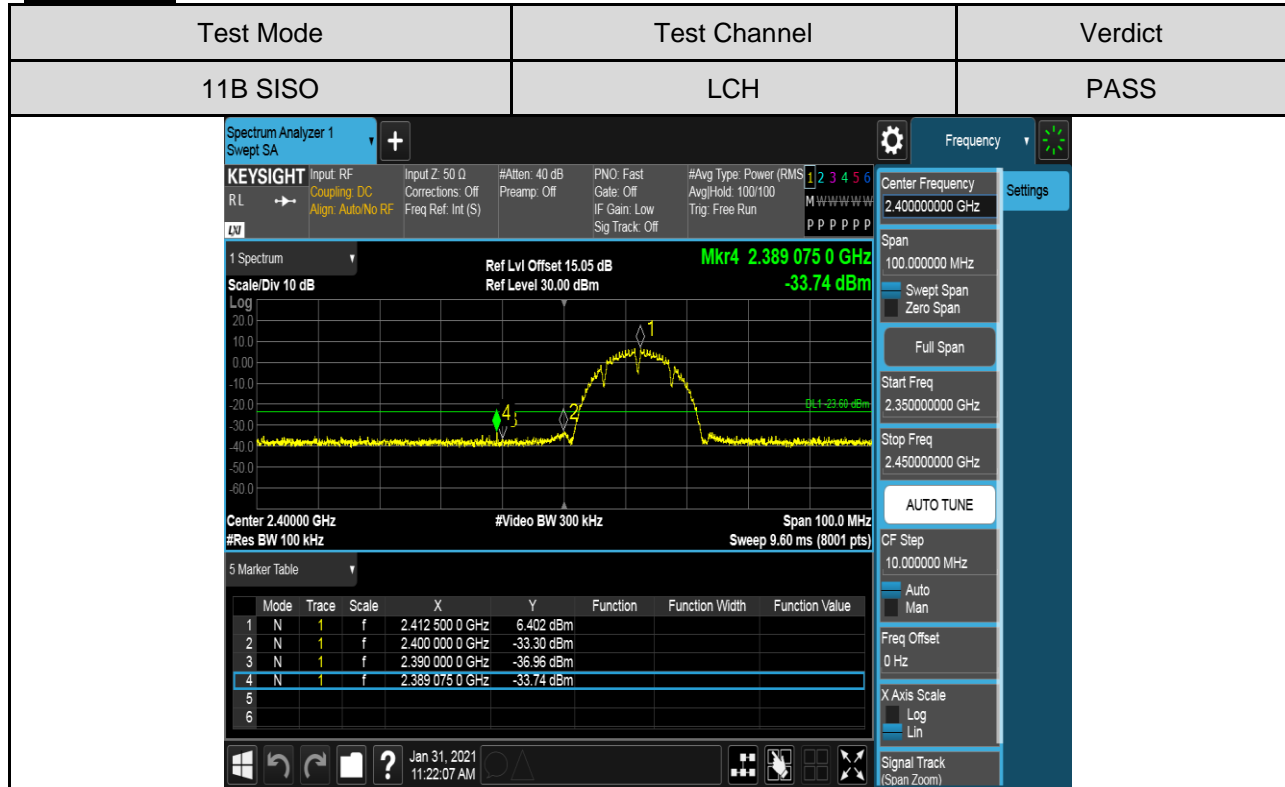 Test Mode Test Channel Verdict
11B SISO LCH PASS
Spectrum Analyzer 1
Swept SA
+
Frequency
KEYSIGHT Input: RF Input Z: 50 Ω #Atten: 40 dB PNO: Fast #Avg Type: Power (RMS 1 2 3 4 5 6
RL Coupling: DC Corrections: Off Preamp: Off Gate: Off Avg|Hold: 100/100 M W W W W W
Align: Auto/No RF Freq Ref: Int (S) IF Gain: Low Trig: Free Run
LXI Sig Track: Off P P P P P P
1 Spectrum
Ref Lvl Offset 15.05 dB Mkr4 2.389 075 0 GHz
Scale/Div 10 dB Ref Level 30.00 dBm -33.74 dBm
Log
20.0
10.0
0.00
-10.0
-20.0
-30.0
-40.0
-50.0
-60.0
1
2
4
DL1 -23.60 dBm
Center 2.40000 GHz #Video BW 300 kHz Span 100.0 MHz
#Res BW 100 kHz Sweep 9.60 ms (8001 pts)
5 Marker Table
Mode Trace Scale X Y Function Function Width Function Value
1 N 1 f 2.412 500 0 GHz 6.402 dBm
2 N 1 f 2.400 000 0 GHz -33.30 dBm
3 N 1 f 2.390 000 0 GHz -36.96 dBm
4 N 1 f 2.389 075 0 GHz -33.74 dBm
5
6
? Jan 31, 2021
11:22:07 AM
Center Frequency
2.400000000 GHz
Settings
Span
100.000000 MHz
Swept Span
Zero Span
Full Span
Start Freq
2.350000000 GHz
Stop Freq
2.450000000 GHz
AUTO TUNE
CF Step
10.000000 MHz
Auto
Man
Freq Offset
0 Hz
X Axis Scale
Log
Lin
Signal Track
(Span Zoom)